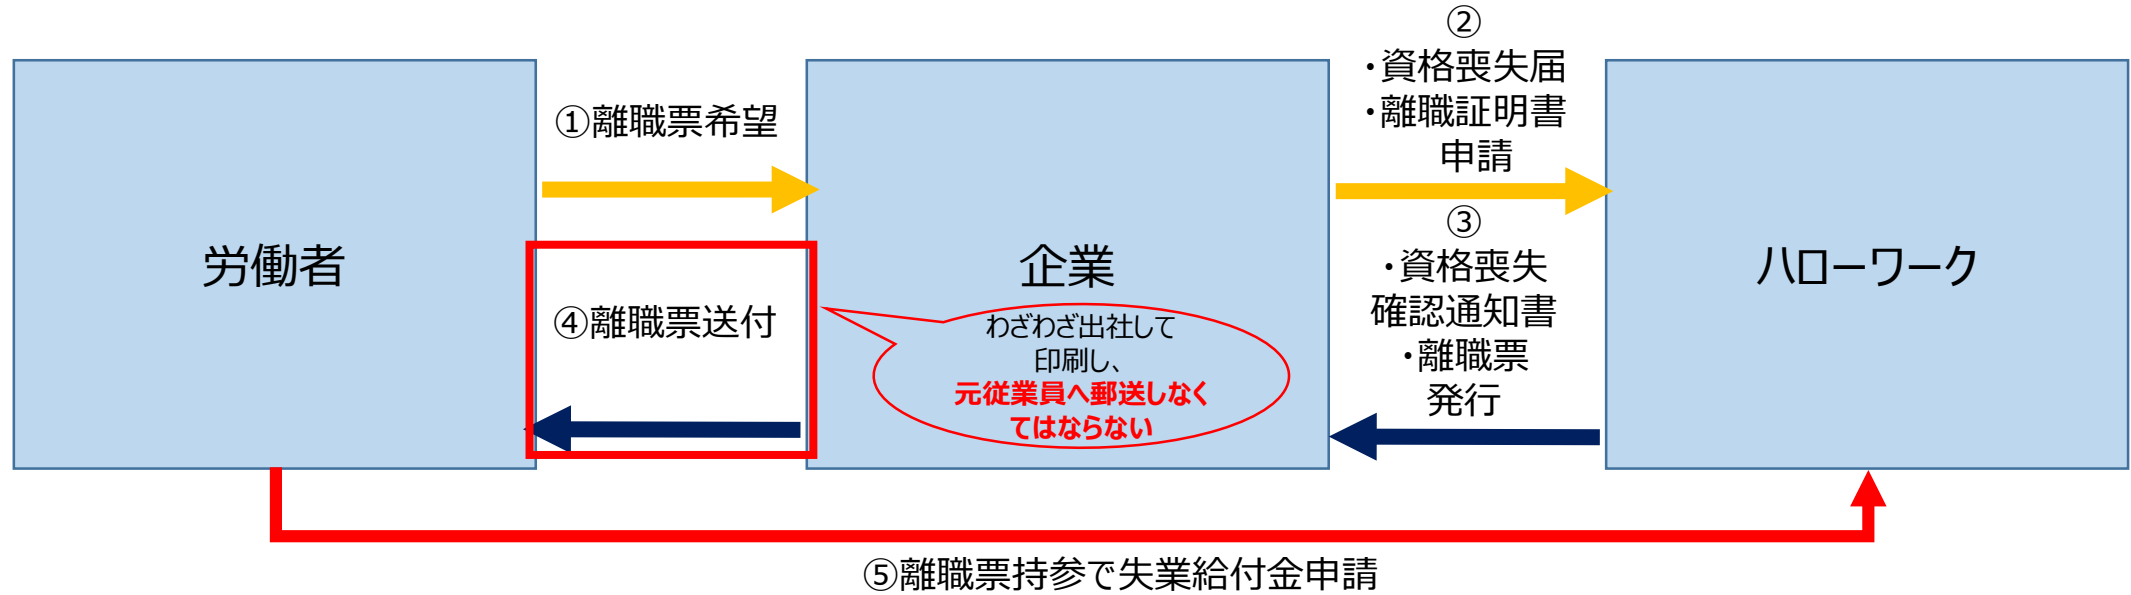 労働者
①離職票希望
④離職票送付
企業
わざわざ出社して
印刷し、
元従業員へ郵送しなく
てはならない
②
・資格喪失届
・離職証明書
申請
③
・資格喪失
確認通知書
・離職票
発行
ハローワーク
⑤離職票持参で失業給付金申請